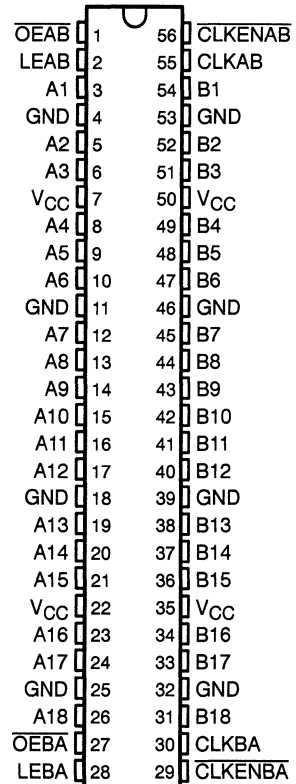 OEAB 1 56 CLKENAB
LEAB 2 55 CLKAB
A1 3 54 B1
GND 4 53 GND
A2 5 52 B2
A3 6 51 B3
VCC 7 50 VCC
A4 8 49 B4
A5 9 48 B5
A6 10 47 B6
GND 11 46 GND
A7 12 45 B7
A8 13 44 B8
A9 14 43 B9
A10 15 42 B10
A11 16 41 B11
A12 17 40 B12
GND 18 39 GND
A13 19 38 B13
A14 20 37 B14
A15 21 36 B15
VCC 22 35 VCC
A16 23 34 B16
A17 24 33 B17
GND 25 32 GND
A18 26 31 B18
OEBA 27 30 CLKBA
LEBA 28 29 CLKENBA